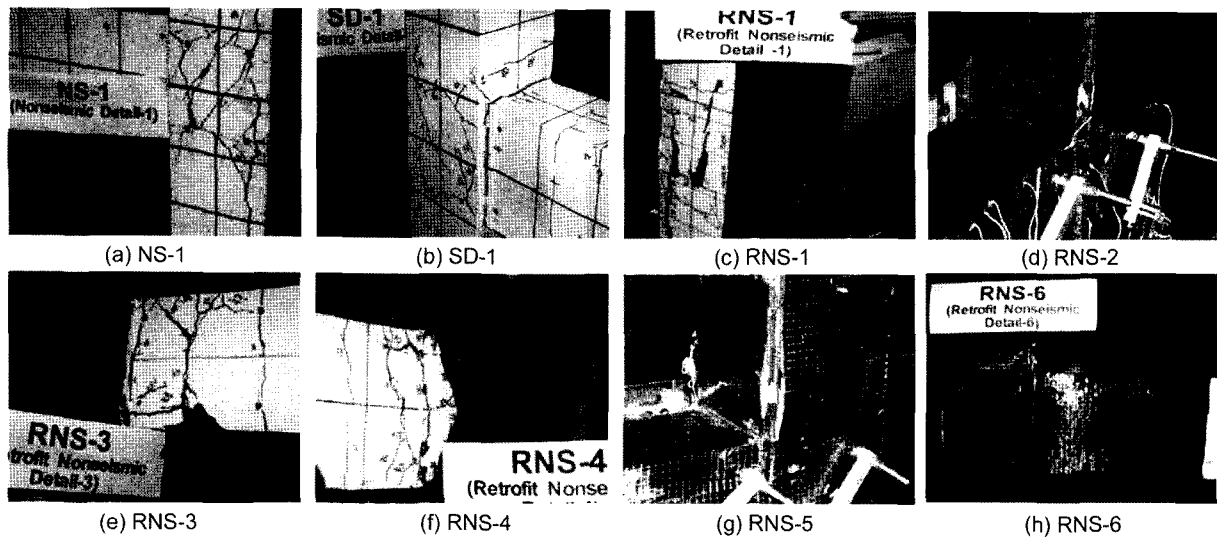 NS-1
(Nonseismic Detail-1)
(a) NS-1
SD-1
(b) SD-1
RNS-1
(Retrofit Nonseismic
Detail -1)
(c) RNS-1
(d) RNS-2
RNS-3
Nonseismic
Detail-3)
(e) RNS-3
RNS-4
(Retrofit Nonse
(f) RNS-4
(g) RNS-5
RNS-6
(Retrofit Nonseismic
Detail-6)
(h) RNS-6